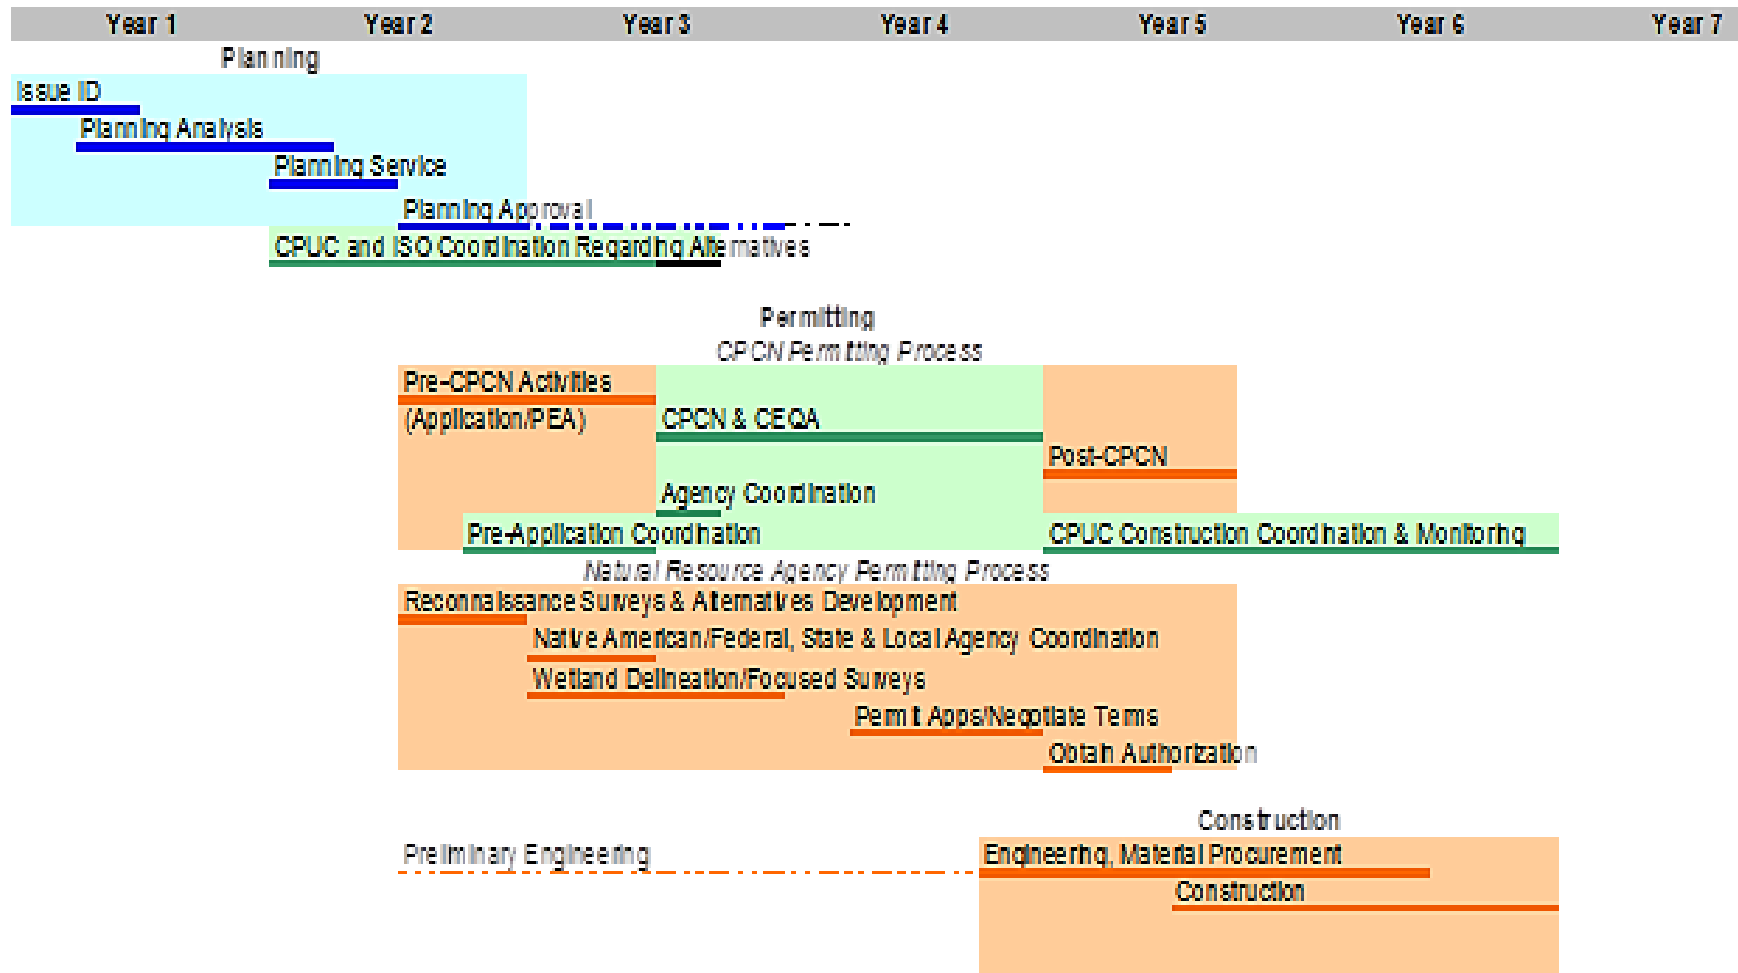 Year 1 Year 2 Year 3 Year 4 Year 5 Year 6 Year 7
Planning
Issue ID
Planning Analysis
Planning Service
Planning Approval
CPUC and ISO Coordination Regarding Alternatives
Permitting
CPCN Permitting Process
Pre-CPCN Activities
(Application/PEA) CPCN & CEQA
Post-CPCN
Agency Coordination
Pre-Application Coordination CPUC Construction Coordination & Monitoring
Natural Resource Agency Permitting Process
Reconnaissance Surveys & Alternatives Development
Native American/Federal, State & Local Agency Coordination
Wetland Delineation/Focused Surveys
Permit Apps/Negotiate Terms
Obtain Authorization
Construction
Preliminary Engineering Engineering, Material Procurement
Construction